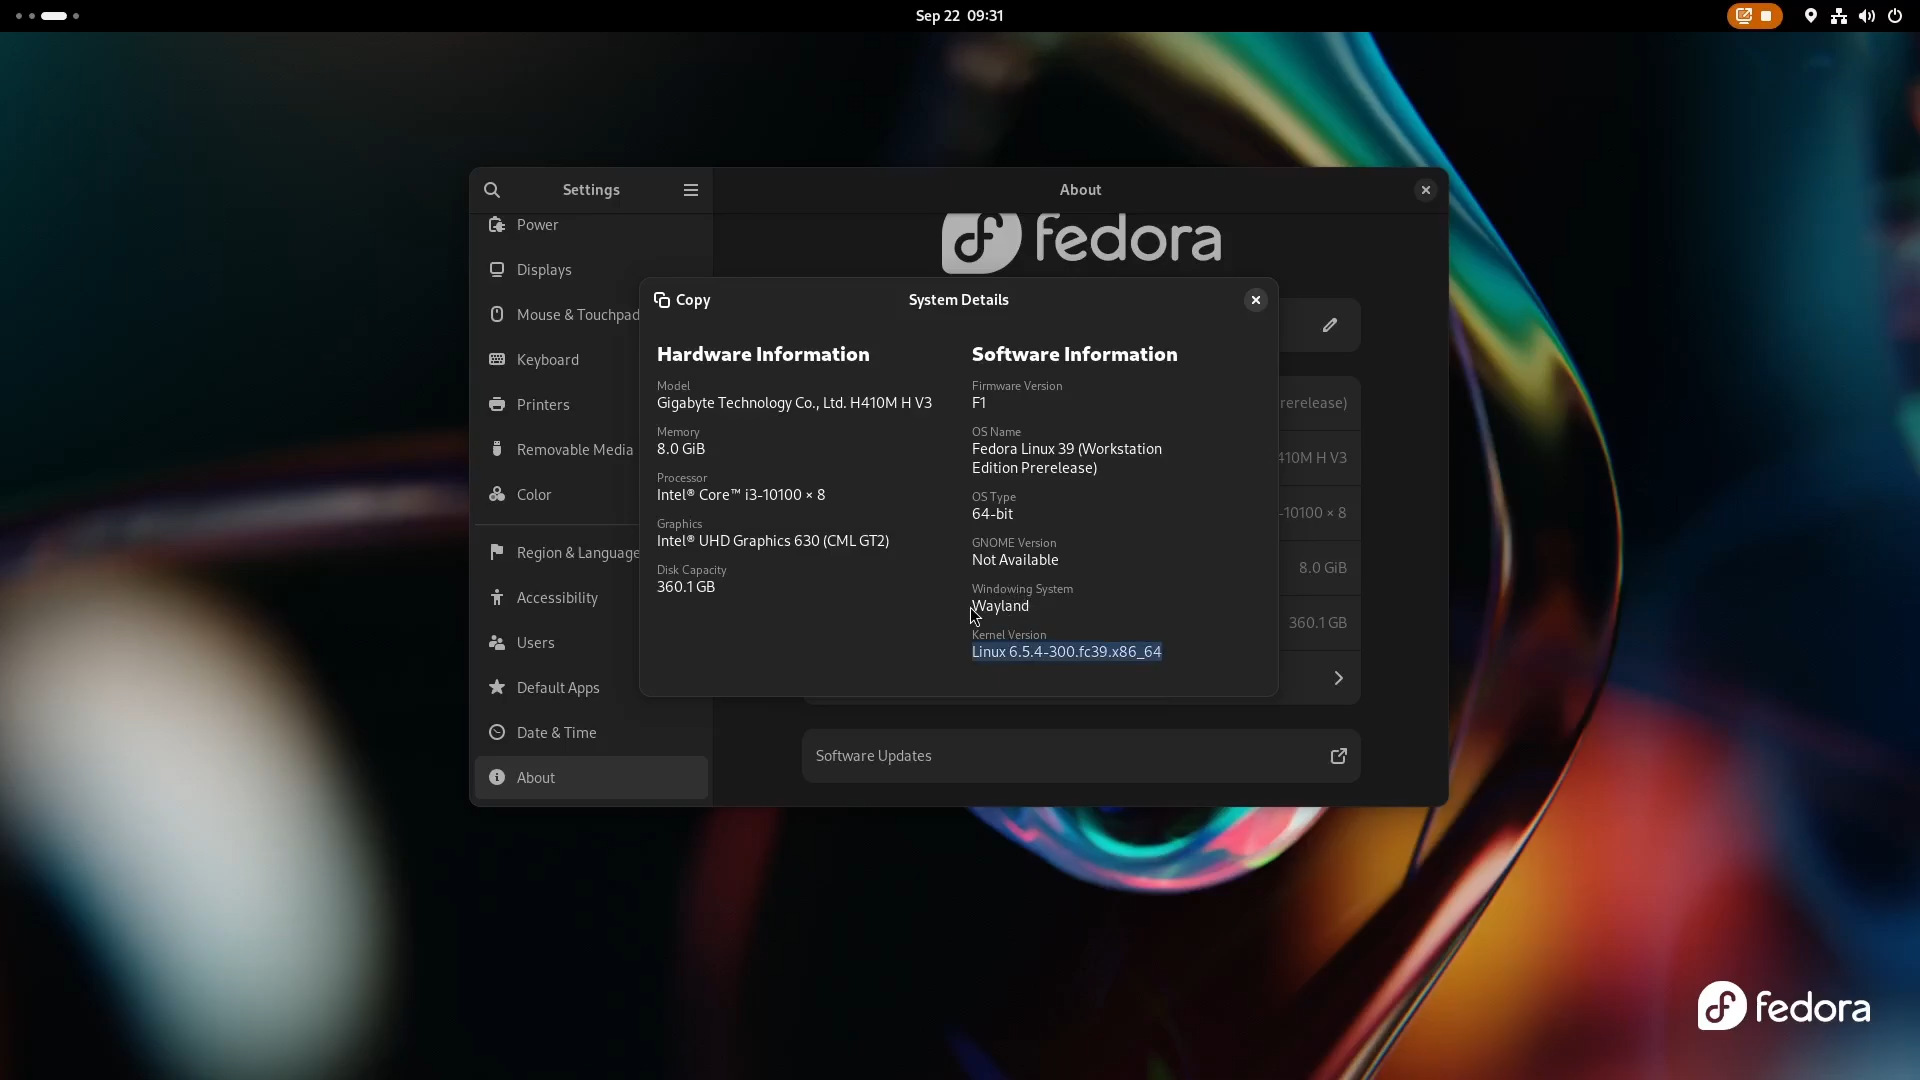 Sep 22 09:31
Settings
About
Power
Displays
Mouse & Touchpad
Keyboard
Printers
Removable Media
Color
Region & Language
Accessibility
Users
Default Apps
Date & Time
About
fedora
Copy
System Details
Hardware Information
Model
Gigabyte Technology Co., Ltd. H410M H V3
Memory
8.0 GiB
Processor
Intel® Core™ i3-10100 × 8
Graphics
Intel® UHD Graphics 630 (CML GT2)
Disk Capacity
360.1 GB
Software Information
Firmware Version
F1
OS Name
Fedora Linux 39 (Workstation
Edition Prerelease)
OS Type
64-bit
GNOME Version
Not Available
Windowing System
Wayland
Kernel Version
Linux 6.5.4-300.fc39.x86_64
rerelease)
410M H V3
-10100 × 8
8.0 GiB
360.1 GB
Software Updates
fedora